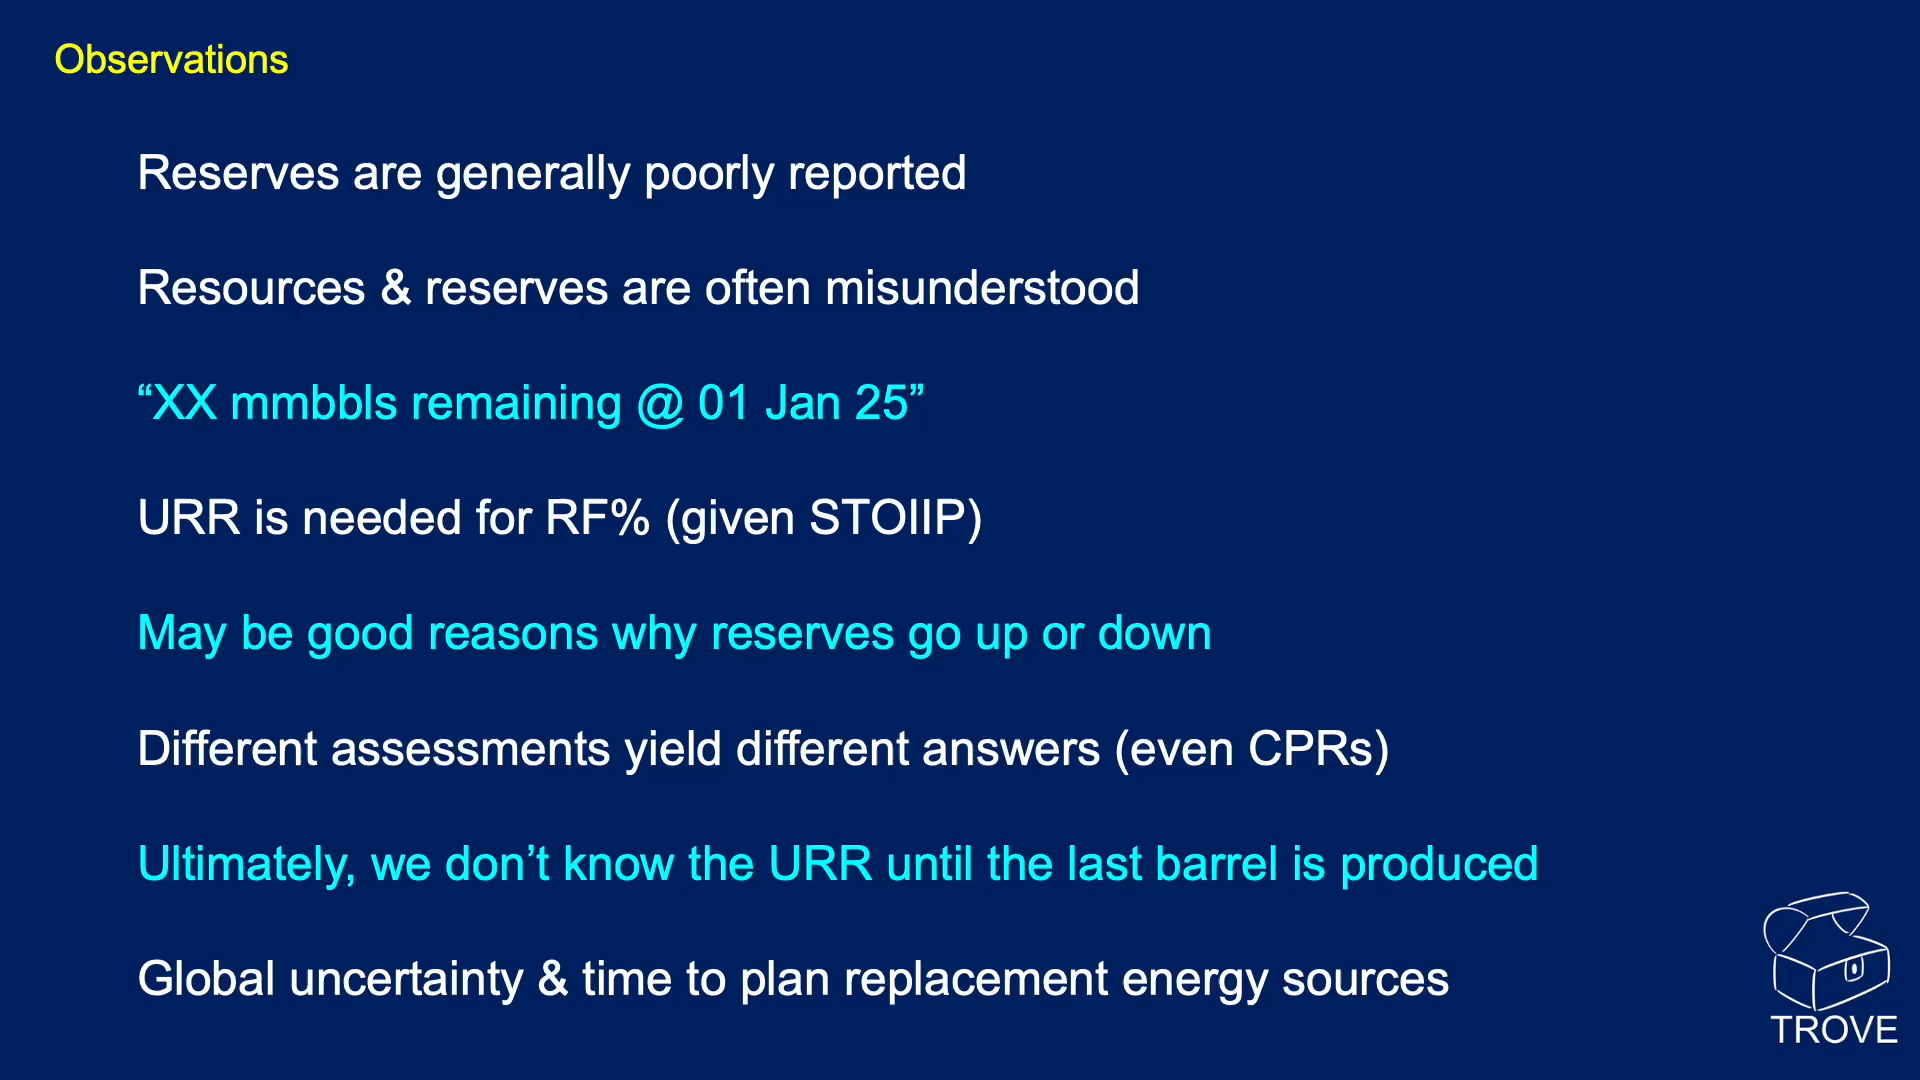 Observations
Reserves are generally poorly reported
Resources & reserves are often misunderstood
“XX mmbbls remaining @ 01 Jan 25”
URR is needed for RF% (given STOIIP)
May be good reasons why reserves go up or down
Different assessments yield different answers (even CPRs)
Ultimately, we don’t know the URR until the last barrel is produced
Global uncertainty & time to plan replacement energy sources
TROVE